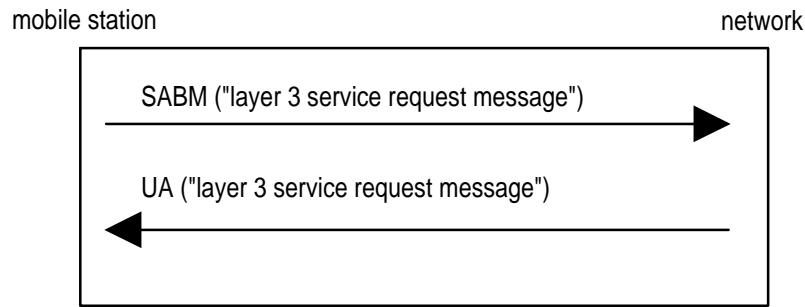 mobile station
network
SABM ("layer 3 service request message")
UA ("layer 3 service request message")